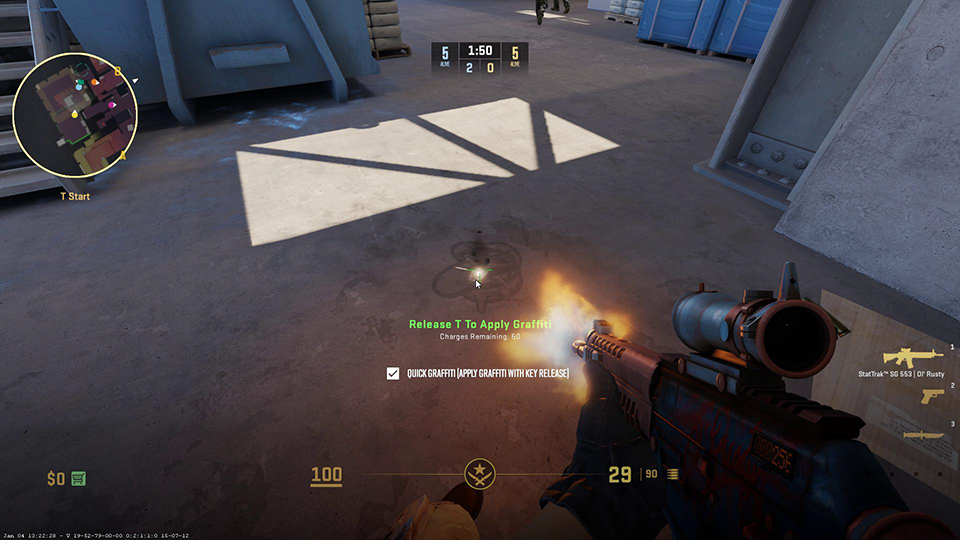 5 1:50 5
ALIVE 2 0 ALIVE
B
A
T Start
Release T To Apply Graffiti
Charges Remaining: 50
QUICK GRAFFITI (APPLY GRAFFITI WITH KEY RELEASE)
1
StatTrak™ SG 553 | Ol' Rusty
2
3
$0
100
29 | 90